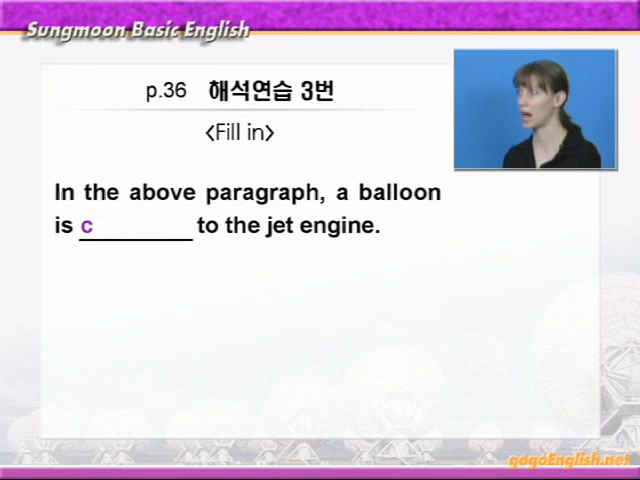 Sungmoon Basic English
p.36 해석연습 3번
<Fill in>
In the above paragraph, a balloon
is c__________ to the jet engine.
gogoEnglish.net